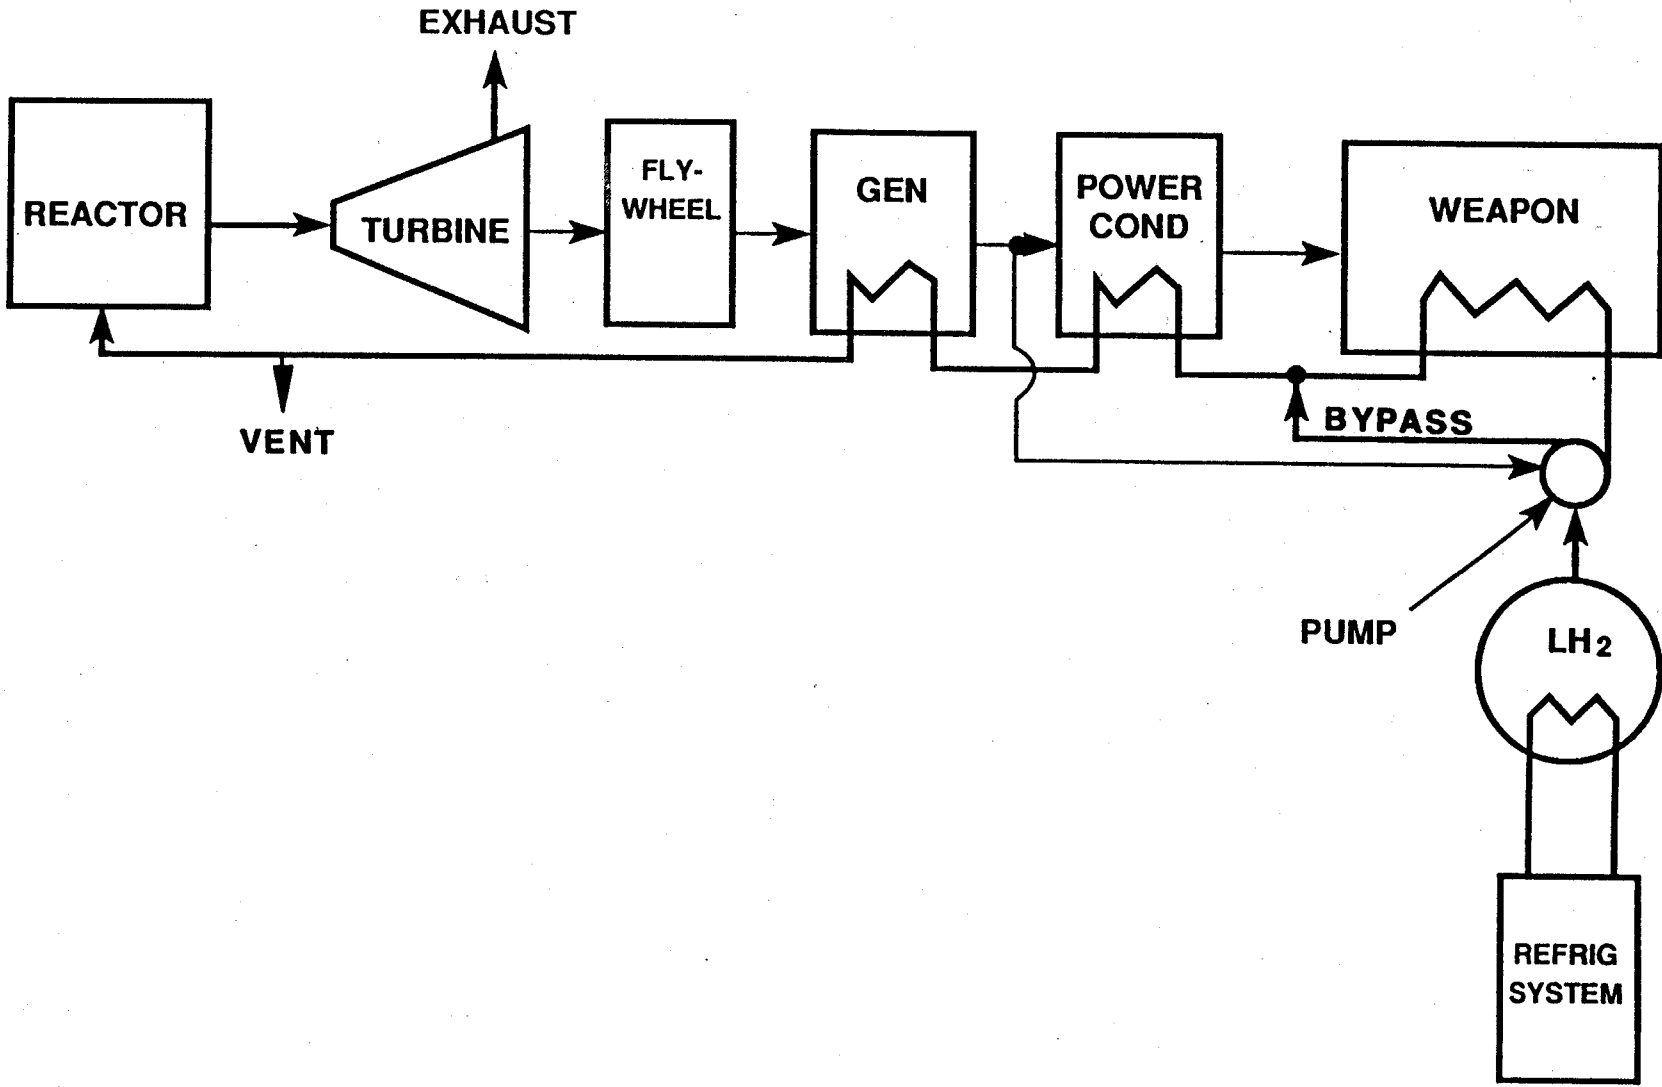 EXHAUST
REACTOR
TURBINE
FLY-
WHEEL
GEN
POWER
COND
WEAPON
VENT
BYPASS
PUMP
LH2
REFRIG
SYSTEM